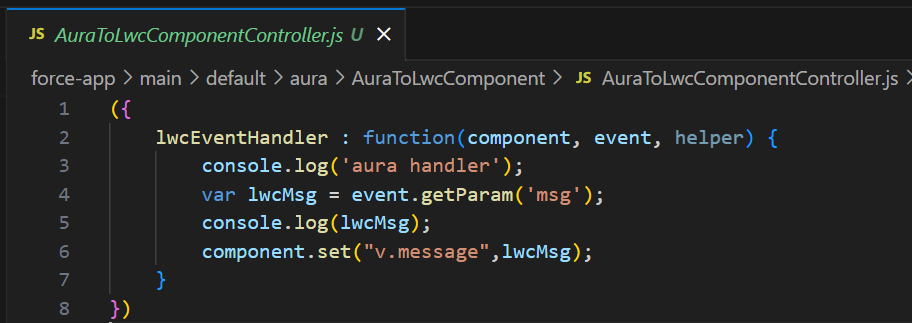 JS AuraToLwcComponentController.js U ×
force-app > main > default > aura > AuraToLwcComponent > JS AuraToLwcComponentController.js >
1 ({
2     lwcEventHandler : function(component, event, helper) {
3         console.log('aura handler');
4         var lwcMsg = event.getParam('msg');
5         console.log(lwcMsg);
6         component.set("v.message",lwcMsg);
7     }
8 })